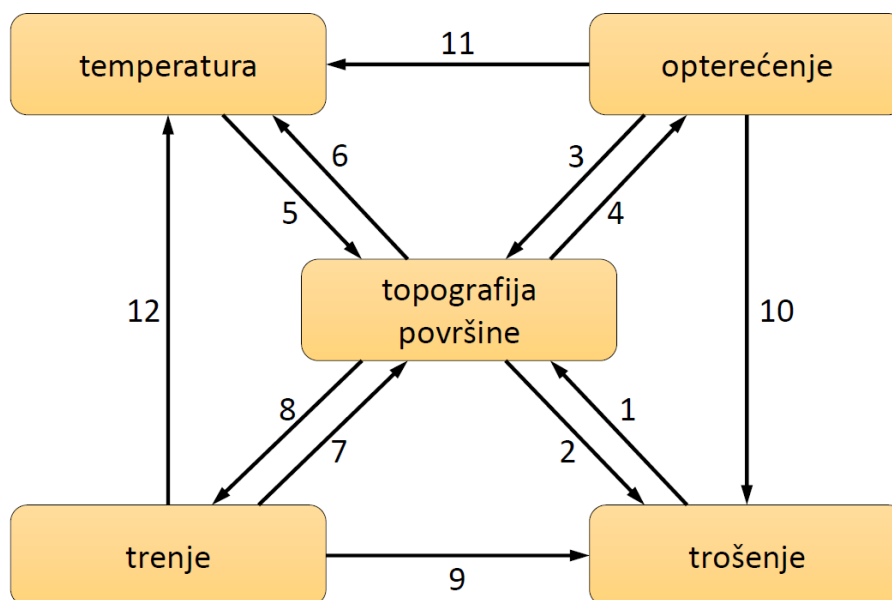 temperatura
11
opterećenje
6
3
5
4
topografija
površine
12
10
8
1
7
2
trenje
9
trošenje